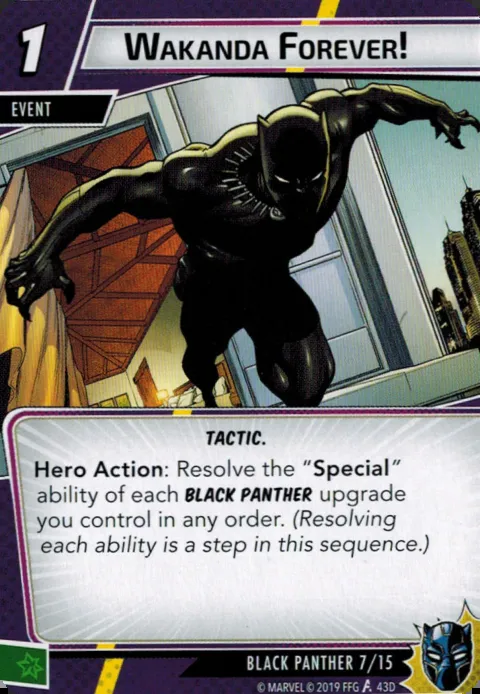 1
WAKANDA FOREVER!
EVENT
TACTIC.
Hero Action: Resolve the “Special”
ability of each BLACK PANTHER upgrade
you control in any order. (Resolving
each ability is a step in this sequence.)
BLACK PANTHER 7/15
© MARVEL © 2019 FFG 43D